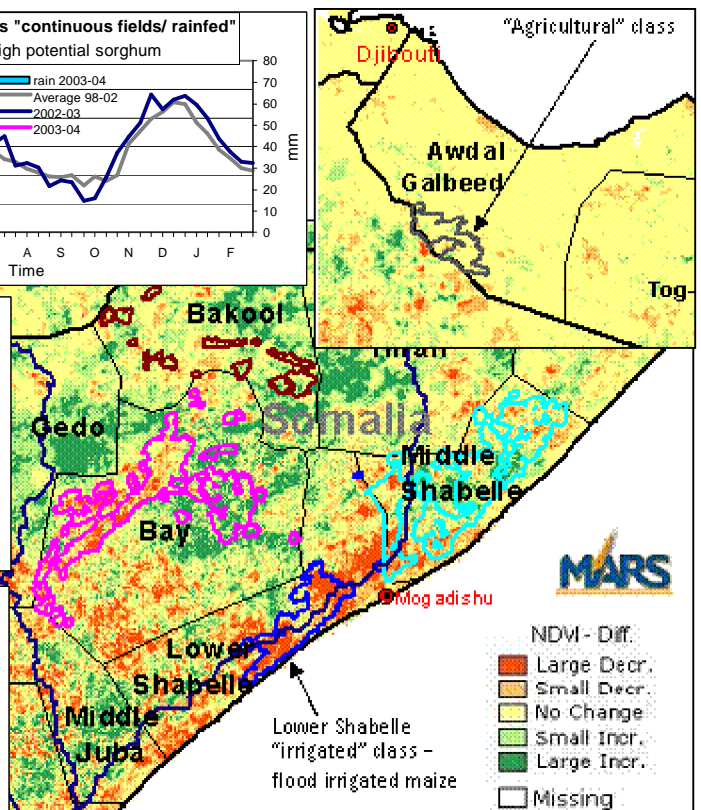 s "continuous fields/ rainfed"
igh potential sorghum
rain 2003-04
Average 98-02
2002-03
2003-04
80
70
60
50
40
30
20
10
0
mm
A S O N D J F
Time
"Agricultural" class
Djibouti
Awdal
Galbeed
Tog-
Bakool
Gedo
Somalia
Middle
Shabelle
Bay
Mogadishu
Lower
Shabelle
Middle
Juba
Lower Shabelle
"irrigated" class –
flood irrigated maize
MARS
NDVI - Diff.
Large Decr.
Small Decr.
No Change
Small Incr.
Large Incr.
Missing